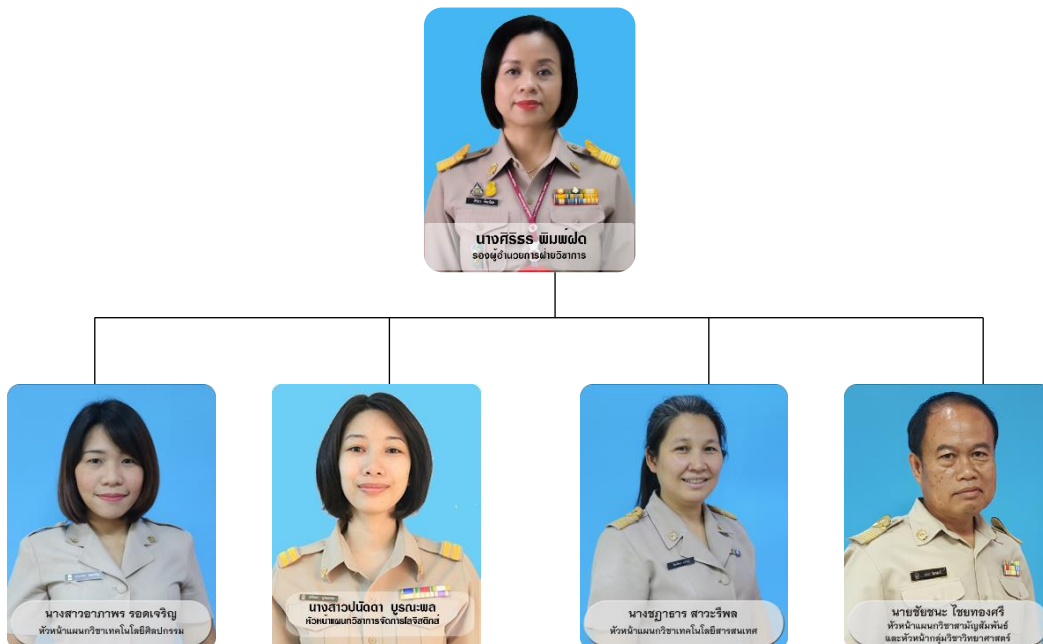 นางศิริธร พิมพ์ฝด
รองผู้อำนวยการฝ่ายวิชาการ
นางสาวอาภาพร รอดเจริญ
หัวหน้าแผนกวิชาเทคโนโลยีศิลปกรรม
นางสาวปนัดดา บูรณะพล
หัวหน้าแผนกวิชาการจัดการโลจิสติกส์
นางชฎาธาร สาวะรีพล
หัวหน้าแผนกวิชาเทคโนโลยีสารสนเทศ
นายชัยชนะ ไชยทองศรี
หัวหน้าแผนกวิชาสามัญสัมพันธ์
และหัวหน้ากลุ่มวิชาวิทยาศาสตร์